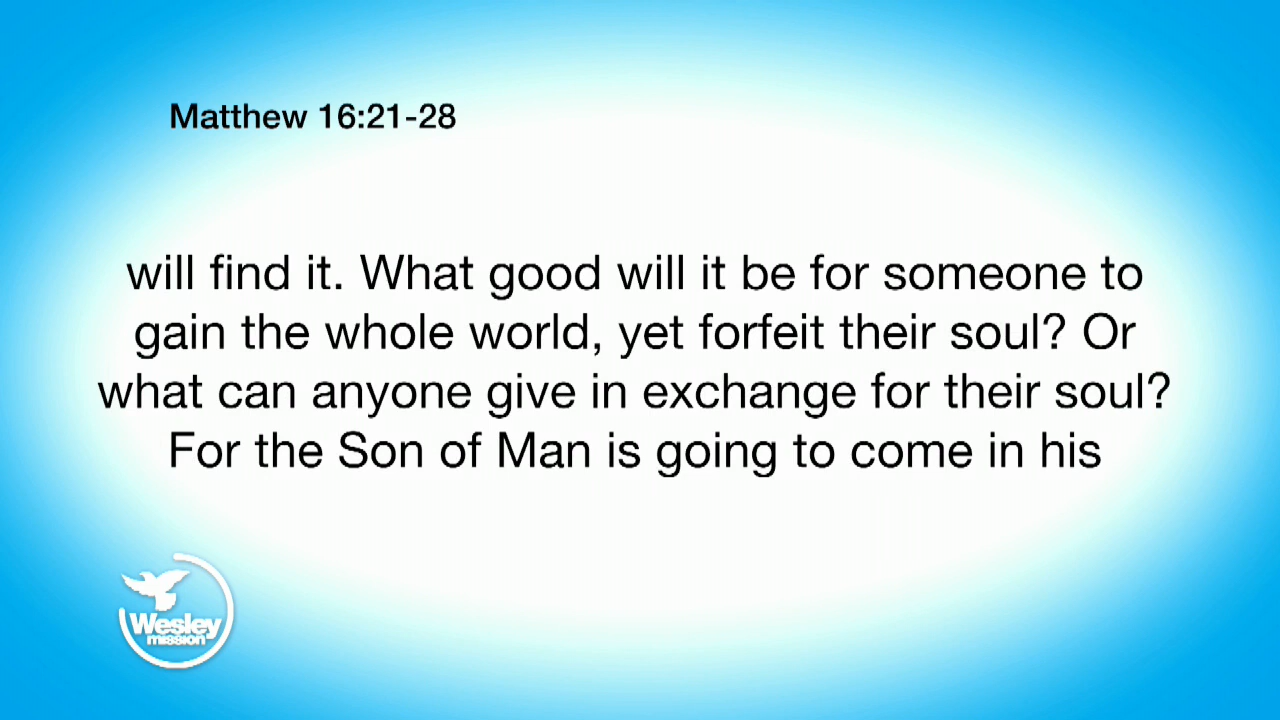 Matthew 16:21-28
will find it. What good will it be for someone to
gain the whole world, yet forfeit their soul? Or
what can anyone give in exchange for their soul?
For the Son of Man is going to come in his
Wesley
mission